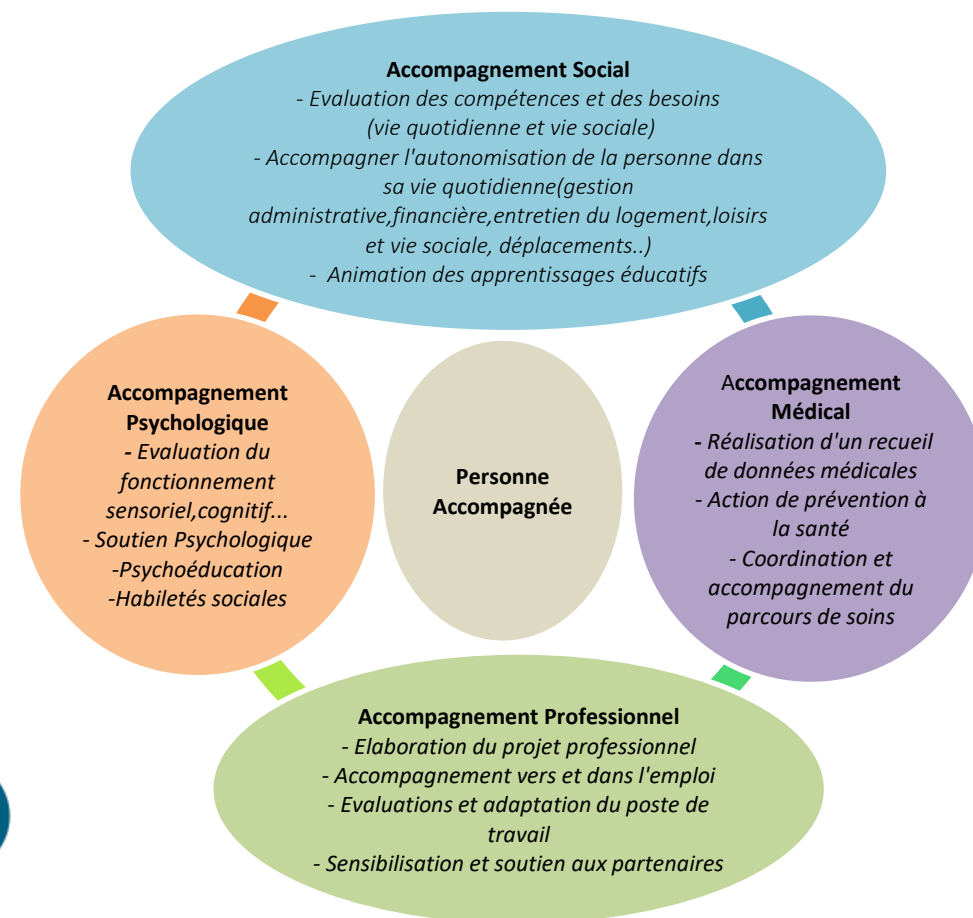 Accompagnement Social
- Evaluation des compétences et des besoins
(vie quotidienne et vie sociale)
- Accompagner l'autonomisation de la personne dans
sa vie quotidienne(gestion
administrative,financière,entretien du logement,loisirs
et vie sociale, déplacements..)
- Animation des apprentissages éducatifs
Accompagnement
Psychologique
- Evaluation du
fonctionnement
sensoriel,cognitif...
- Soutien Psychologique
-Psychoéducation
-Habiletés sociales
Personne
Accompagnée
Accompagnement
Médical
- Réalisation d'un recueil
de données médicales
- Action de prévention à
la santé
- Coordination et
accompagnement du
parcours de soins
Accompagnement Professionnel
- Elaboration du projet professionnel
- Accompagnement vers et dans l'emploi
- Evaluations et adaptation du poste de
travail
- Sensibilisation et soutien aux partenaires